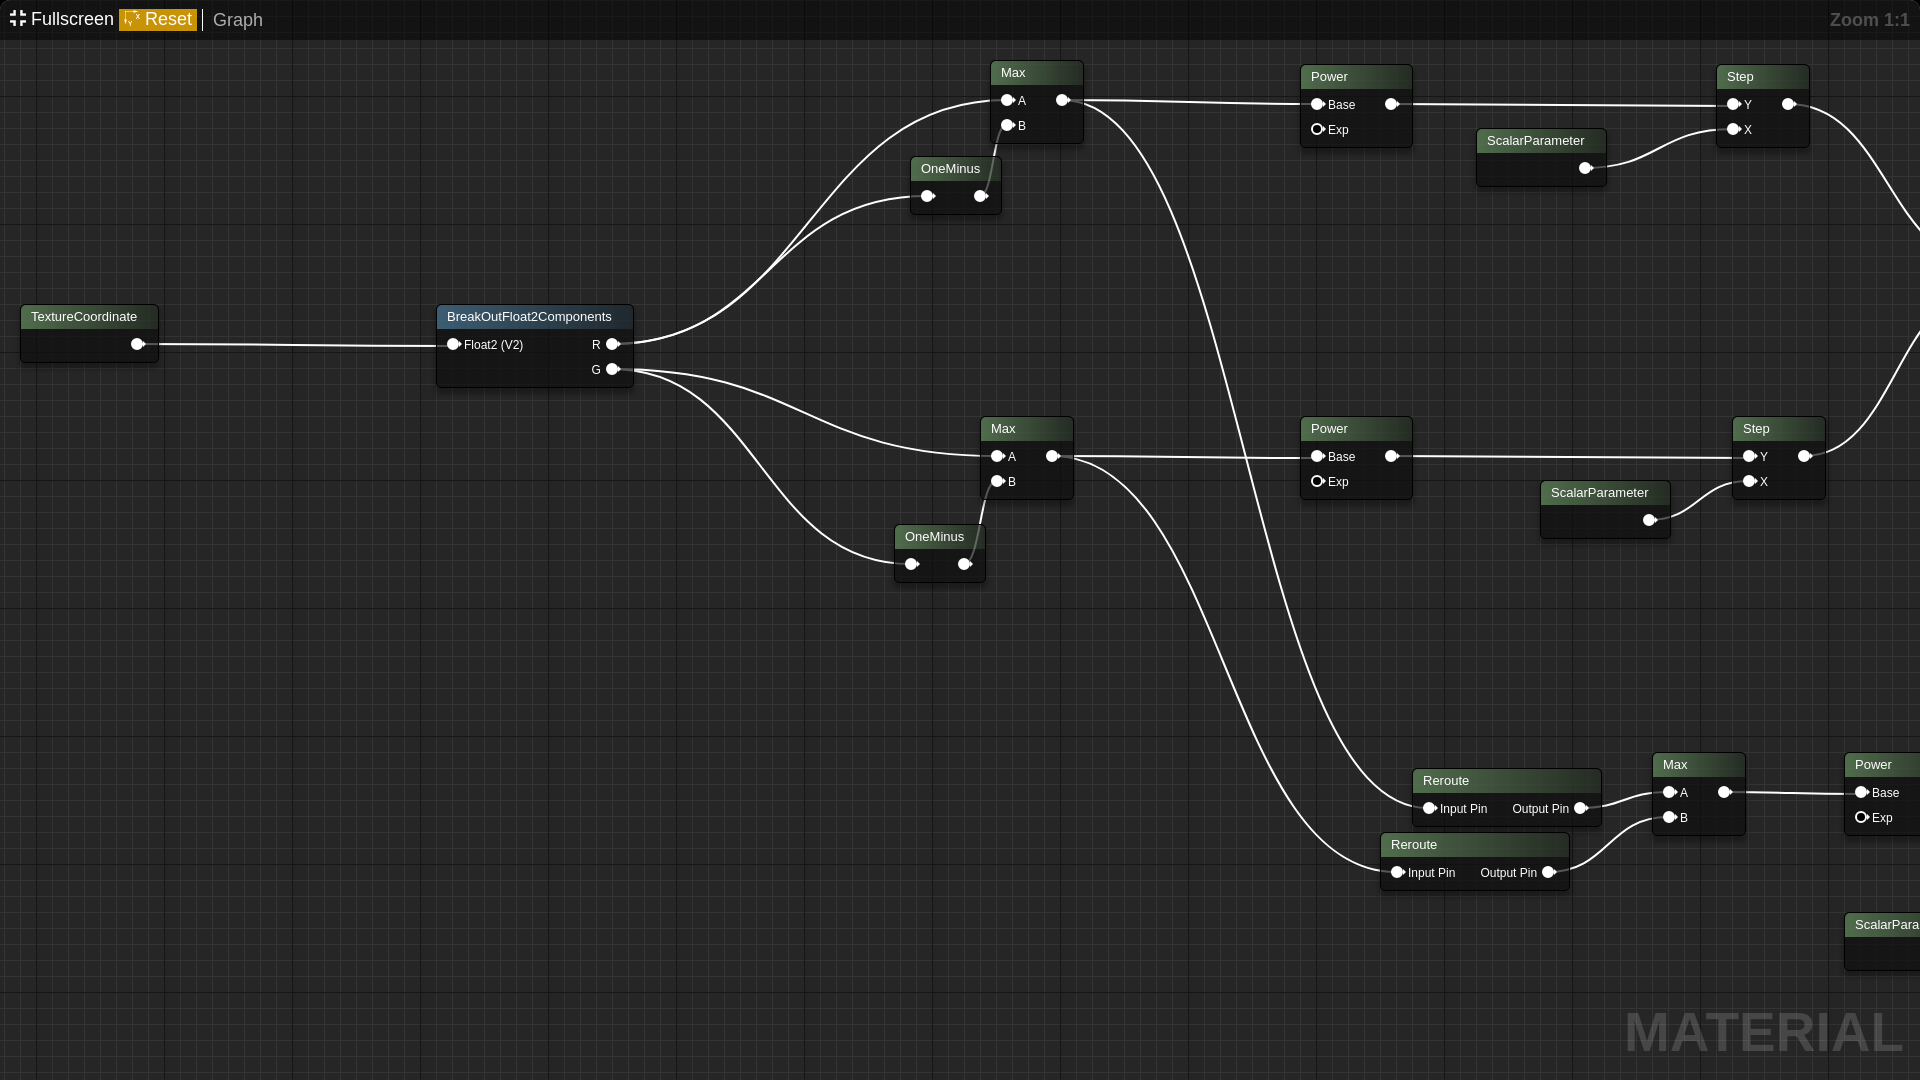 Fullscreen Reset Graph Zoom 1:1
Max
A
B
OneMinus
Power
Base
Exp
Step
Y
X
ScalarParameter
TextureCoordinate
BreakOutFloat2Components
Float2 (V2) R
G
Max
A
B
OneMinus
Power
Base
Exp
Step
Y
X
ScalarParameter
Reroute
Input Pin Output Pin
Reroute
Input Pin Output Pin
Max
A
B
Power
Base
Exp
ScalarPara
MATERIAL